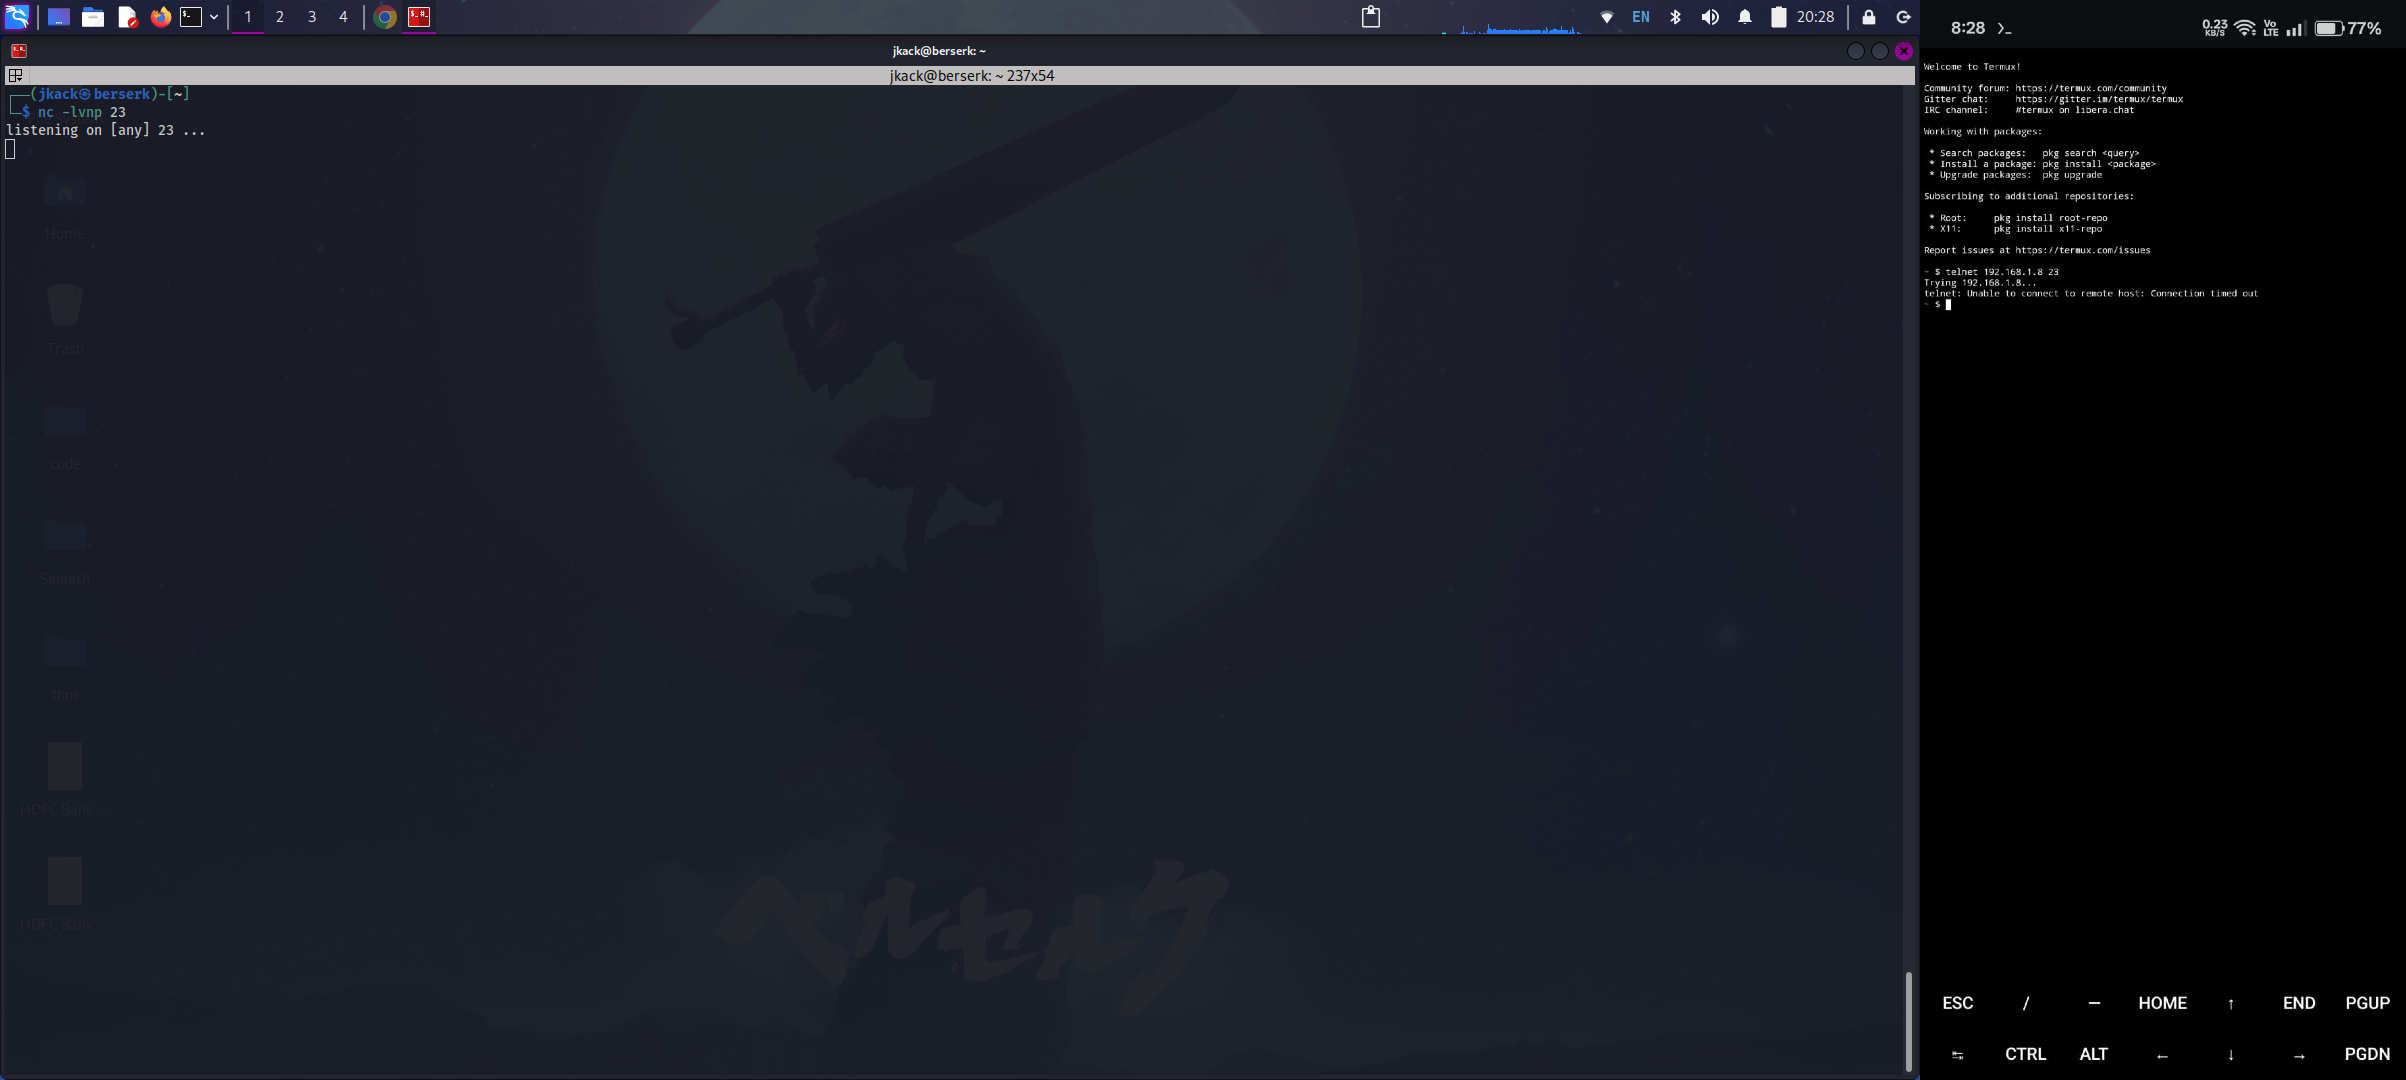 1 2 3 4
EN
20:28
jkack@berserk: ~
jkack@berserk: ~ 237x54
┌──(jkack㉿berserk)-[~]
└─$ nc -lvnp 23
listening on [any] 23 ...
Home
Trash
code
SalaaUI
thm
HDFC Bank ...
HDFC Bank ...
ベルセルク
8:28 >_
0.23 KB/S Vo LTE 77%
Welcome to Termux!
Community forum: https://termux.com/community
Gitter chat: https://gitter.im/termux/termux
IRC channel: #termux on libera.chat
Working with packages:
* Search packages: pkg search <query>
* Install a package: pkg install <package>
* Upgrade packages: pkg upgrade
Subscribing to additional repositories:
* Root: pkg install root-repo
* X11: pkg install x11-repo
Report issues at https://termux.com/issues
~ $ telnet 192.168.1.8 23
Trying 192.168.1.8...
telnet: Unable to connect to remote host: Connection timed out
~ $
ESC / — HOME ↑ END PGUP
↹ CTRL ALT ← ↓ → PGDN